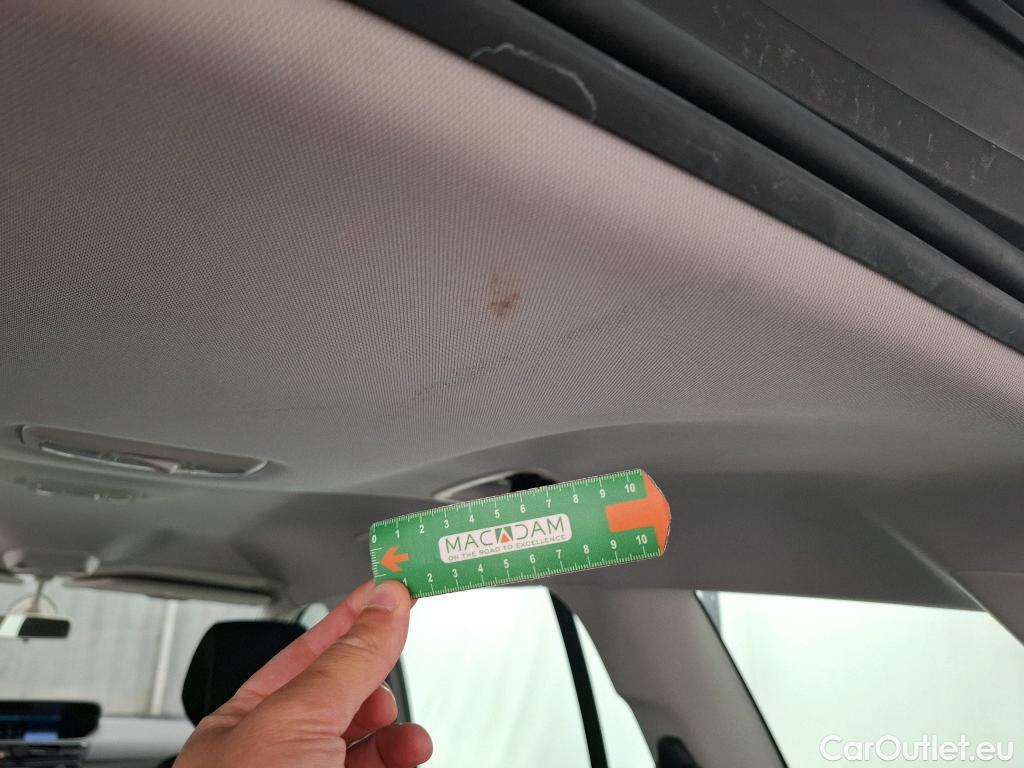 0 1 2 3 4 5 6 7 8 9 10
MACADAM
ON THE ROAD TO EXCELLENCE
1 2 3 4 5 6 7 8 9 10
CarOutlet.eu